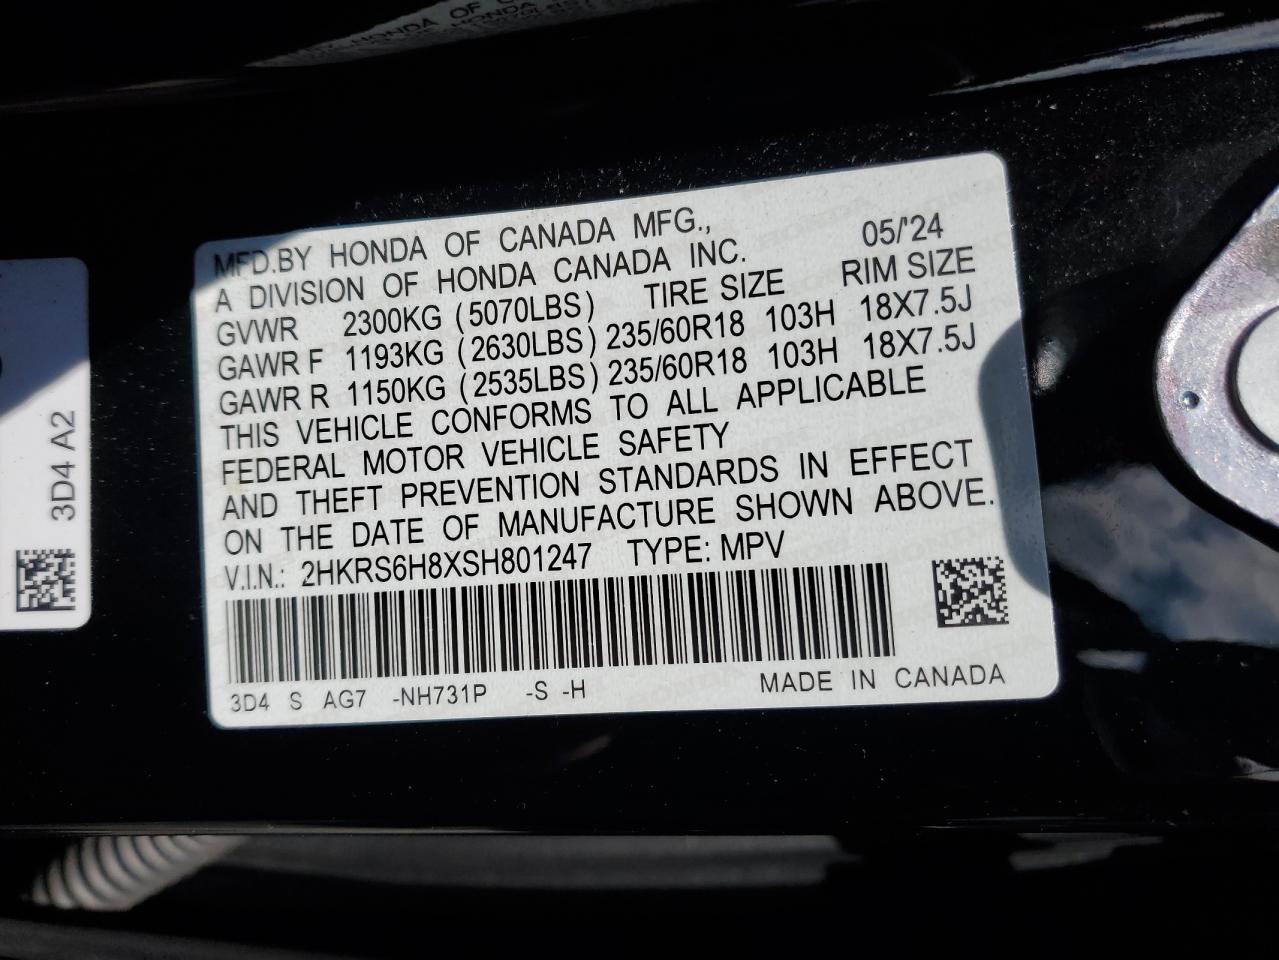 MFD.BY HONDA OF CANADA MFG., 05/'24
A DIVISION OF HONDA CANADA INC.
GVWR 2300KG (5070LBS) TIRE SIZE RIM SIZE
GAWR F 1193KG (2630LBS) 235/60R18 103H 18X7.5J
GAWR R 1150KG (2535LBS) 235/60R18 103H 18X7.5J
THIS VEHICLE CONFORMS TO ALL APPLICABLE
FEDERAL MOTOR VEHICLE SAFETY
AND THEFT PREVENTION STANDARDS IN EFFECT
ON THE DATE OF MANUFACTURE SHOWN ABOVE.
V.I.N.: 2HKRS6H8XSH801247 TYPE: MPV
3D4 S AG7 -NH731P -S -H MADE IN CANADA
3D4 A2